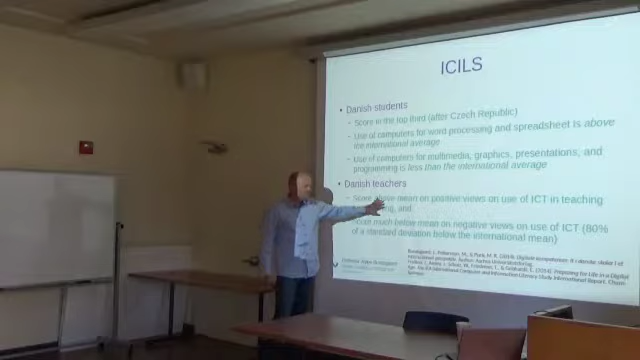 ICILS
• Danish students
– Score in the top third (after Czech Republic)
– Use of computers for word processing and spreadsheet is above
the international average
– Use of computers for multimedia, graphics, presentations, and
programming is less than the international average
• Danish teachers
– Score above mean on positive views on use of ICT in teaching
and
– Score much below mean on negative views on use of ICT (80%
of a standard deviation below the international mean)